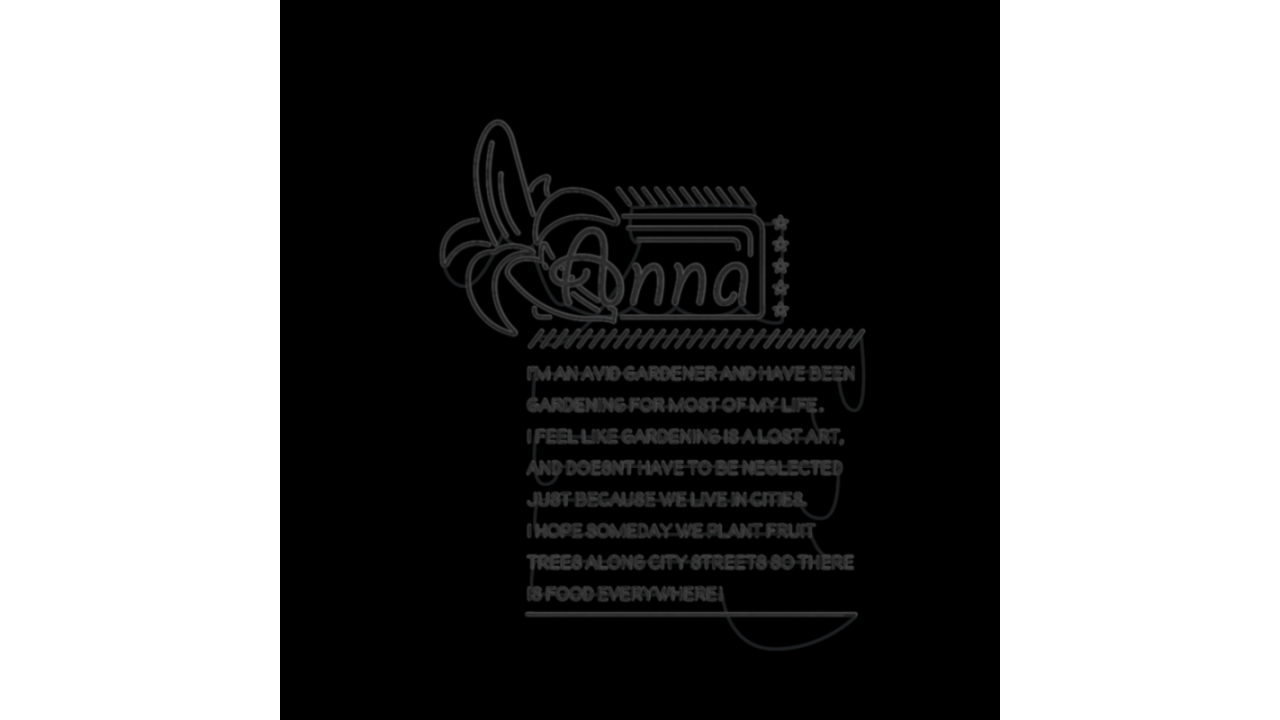 Anna
I'M AN AVID GARDENER AND HAVE BEEN
GARDENING FOR MOST OF MY LIFE.
I FEEL LIKE GARDENING IS A LOST ART,
AND DOESNT HAVE TO BE NEGLECTED
JUST BECAUSE WE LIVE IN CITIES.
I HOPE SOMEDAY WE PLANT FRUIT
TREES ALONG CITY STREETS SO THERE
IS FOOD EVERYWHERE!